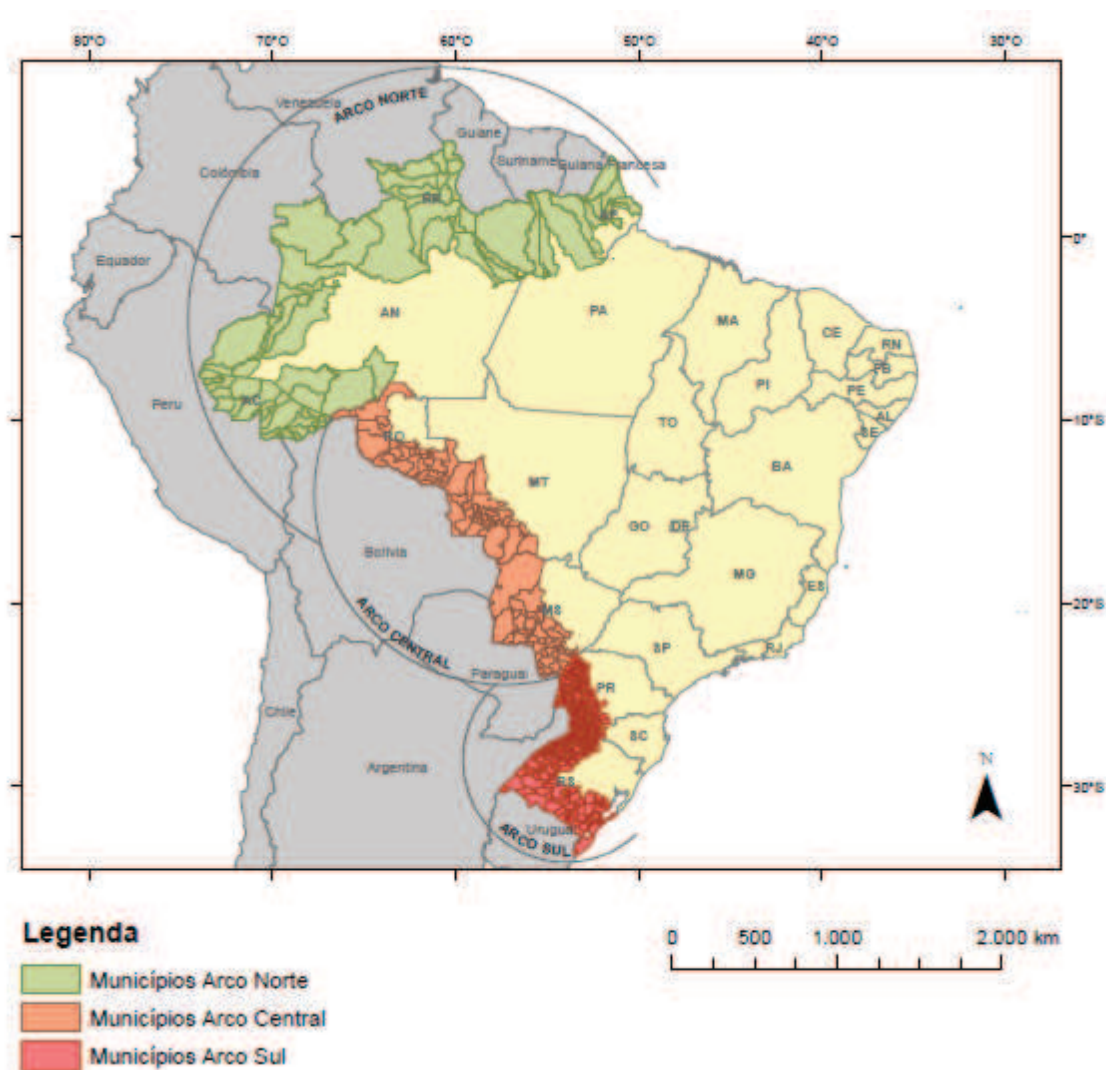 80°O 70°O 60°O 50°O 40°O 30°O
Venezuela
ARCO NORTE
Guiane
Suriname
Guiana Francesa
Colômbia
RR
AP
0°
Equador
AM
PA
MA
CE
RN
PB
PI
PE
AL
SE
Peru
AC
TO
10°S
RO
BA
MT
GO
DF
Bolívia
MG
ES
MS
20°S
ARCO CENTRAL
SP
RJ
Paraguai
PR
Chile
SC
Argentina
RS
N
30°S
Uruguai
ARCO SUL
Legenda
0 500 1.000 2.000 km
Municípios Arco Norte
Municípios Arco Central
Municípios Arco Sul